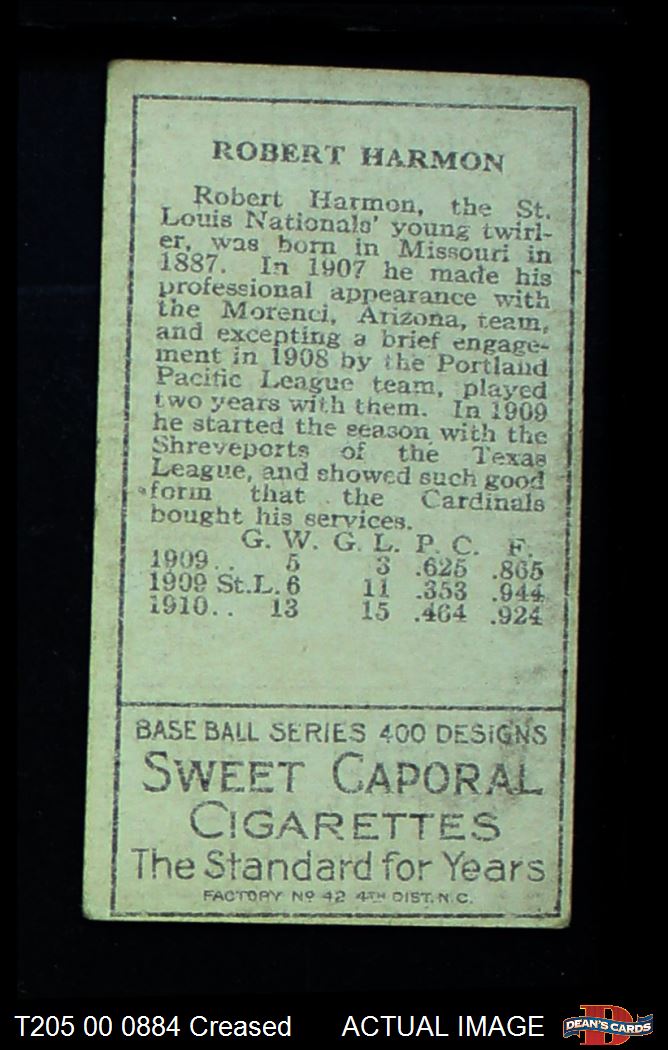 ROBERT HARMON
Robert Harmon, the St.
Louis Nationals' young twirl-
er, was born in Missouri in
1887. In 1907 he made his
professional appearance with
the Morenci, Arizona, team,
and excepting a brief engage-
ment in 1908 by the Portland
Pacific League team, played
two years with them. In 1909
he started the season with the
Shreveports of the Texas
League, and showed such good
form that the Cardinals
bought his services.
G. W. G. L. P. C. F.
1909.. 5 3 .625 .865
1909 St.L. 6 11 .353 .944
1910.. 13 15 .464 .924
BASE BALL SERIES 400 DESIGNS
SWEET CAPORAL
CIGARETTES
The Standard for Years
FACTORY Nº 42 4TH DIST. N.C.
T205 00 0884 Creased ACTUAL IMAGE
D
DEAN'S CARDS